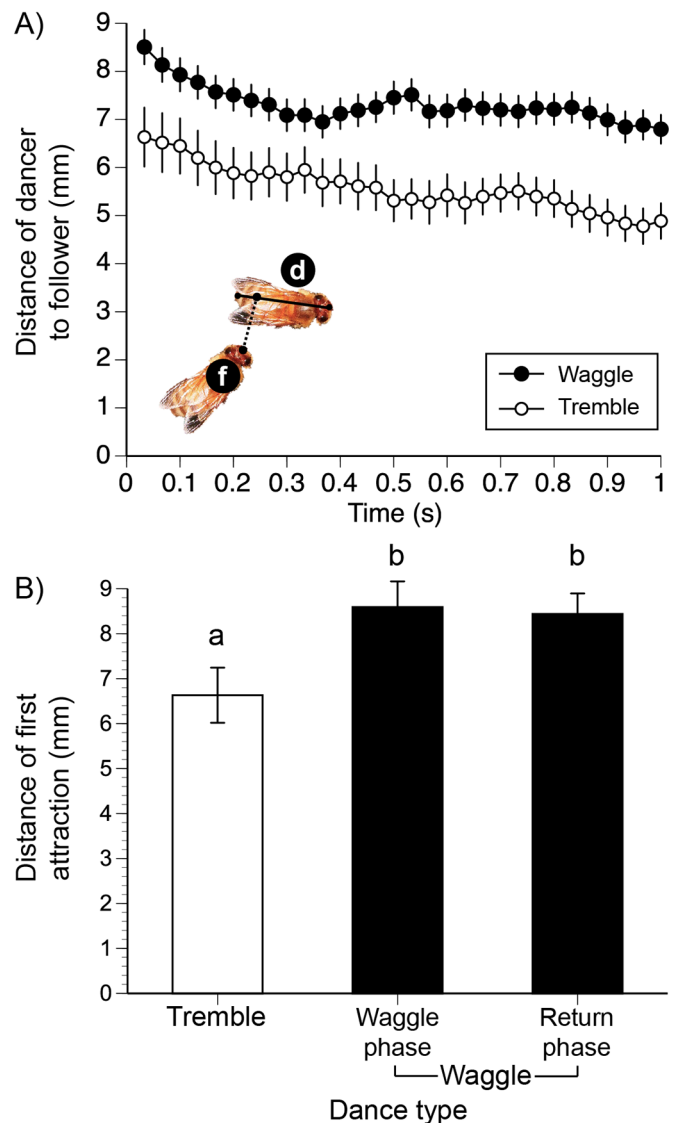 A)
9
8
7
6
5
4
3
2
1
0
Distance of dancer
to follower (mm)
d
f
Waggle
Tremble
0 0.1 0.2 0.3 0.4 0.5 0.6 0.7 0.8 0.9 1
Time (s)
B)
9
8
7
6
5
4
3
2
1
0
Distance of first
attraction (mm)
a
b
b
Tremble
Waggle
phase
Return
phase
Waggle
Dance type